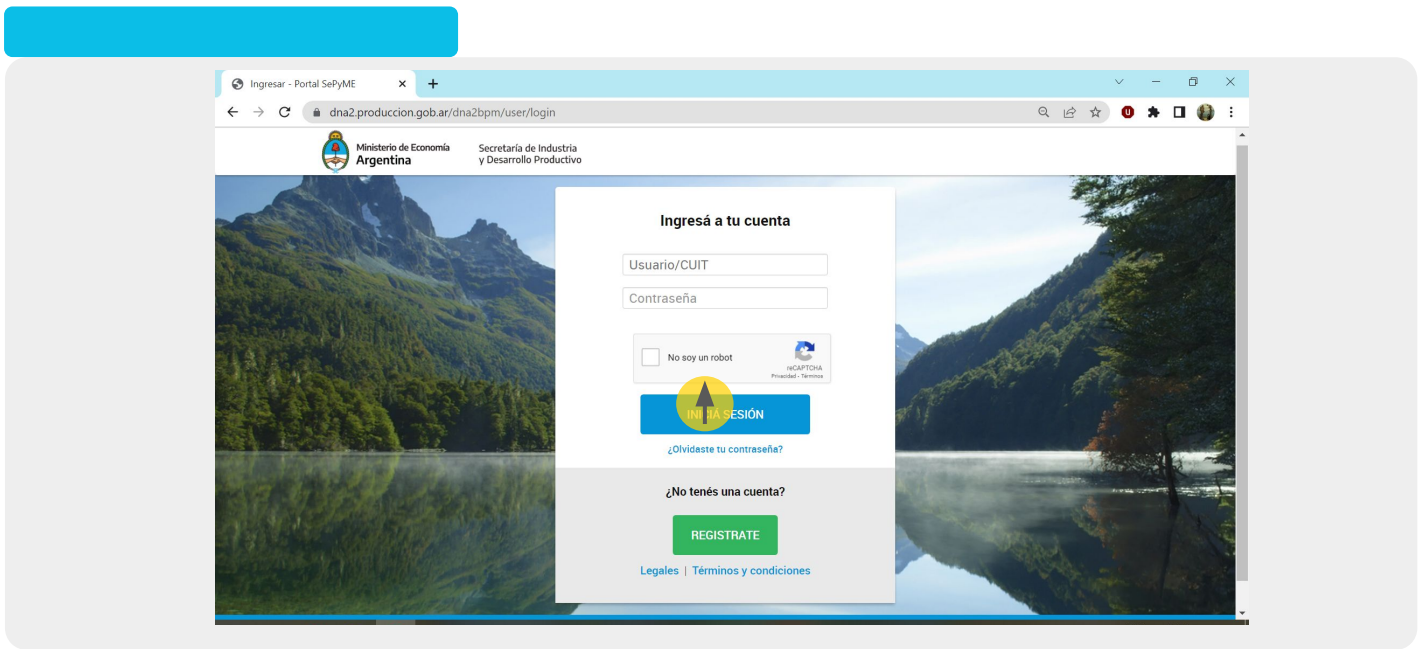 Ingresar - Portal SePyME
dna2.produccion.gob.ar/dna2bpm/user/login
Ministerio de Economía
Argentina
Secretaría de Industria
y Desarrollo Productivo
Ingresá a tu cuenta
Usuario/CUIT
Contraseña
No soy un robot
reCAPTCHA
Privacidad - Términos
INICIÁ SESIÓN
¿Olvidaste tu contraseña?
¿No tenés una cuenta?
REGISTRATE
Legales | Términos y condiciones